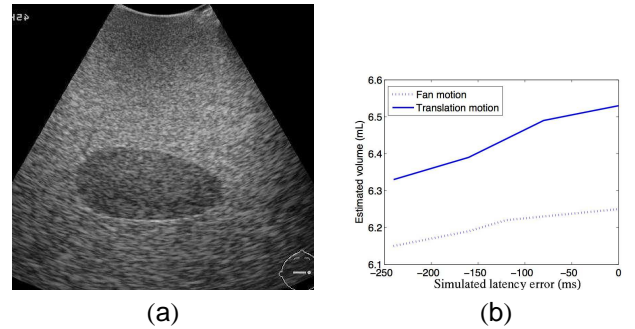 6.6
6.5
6.4
6.3
6.2
6.1
Estimated volume (mL)
Fan motion
Translation motion
−250 −200 −150 −100 −50 0
Simulated latency error (ms)
(a) (b)